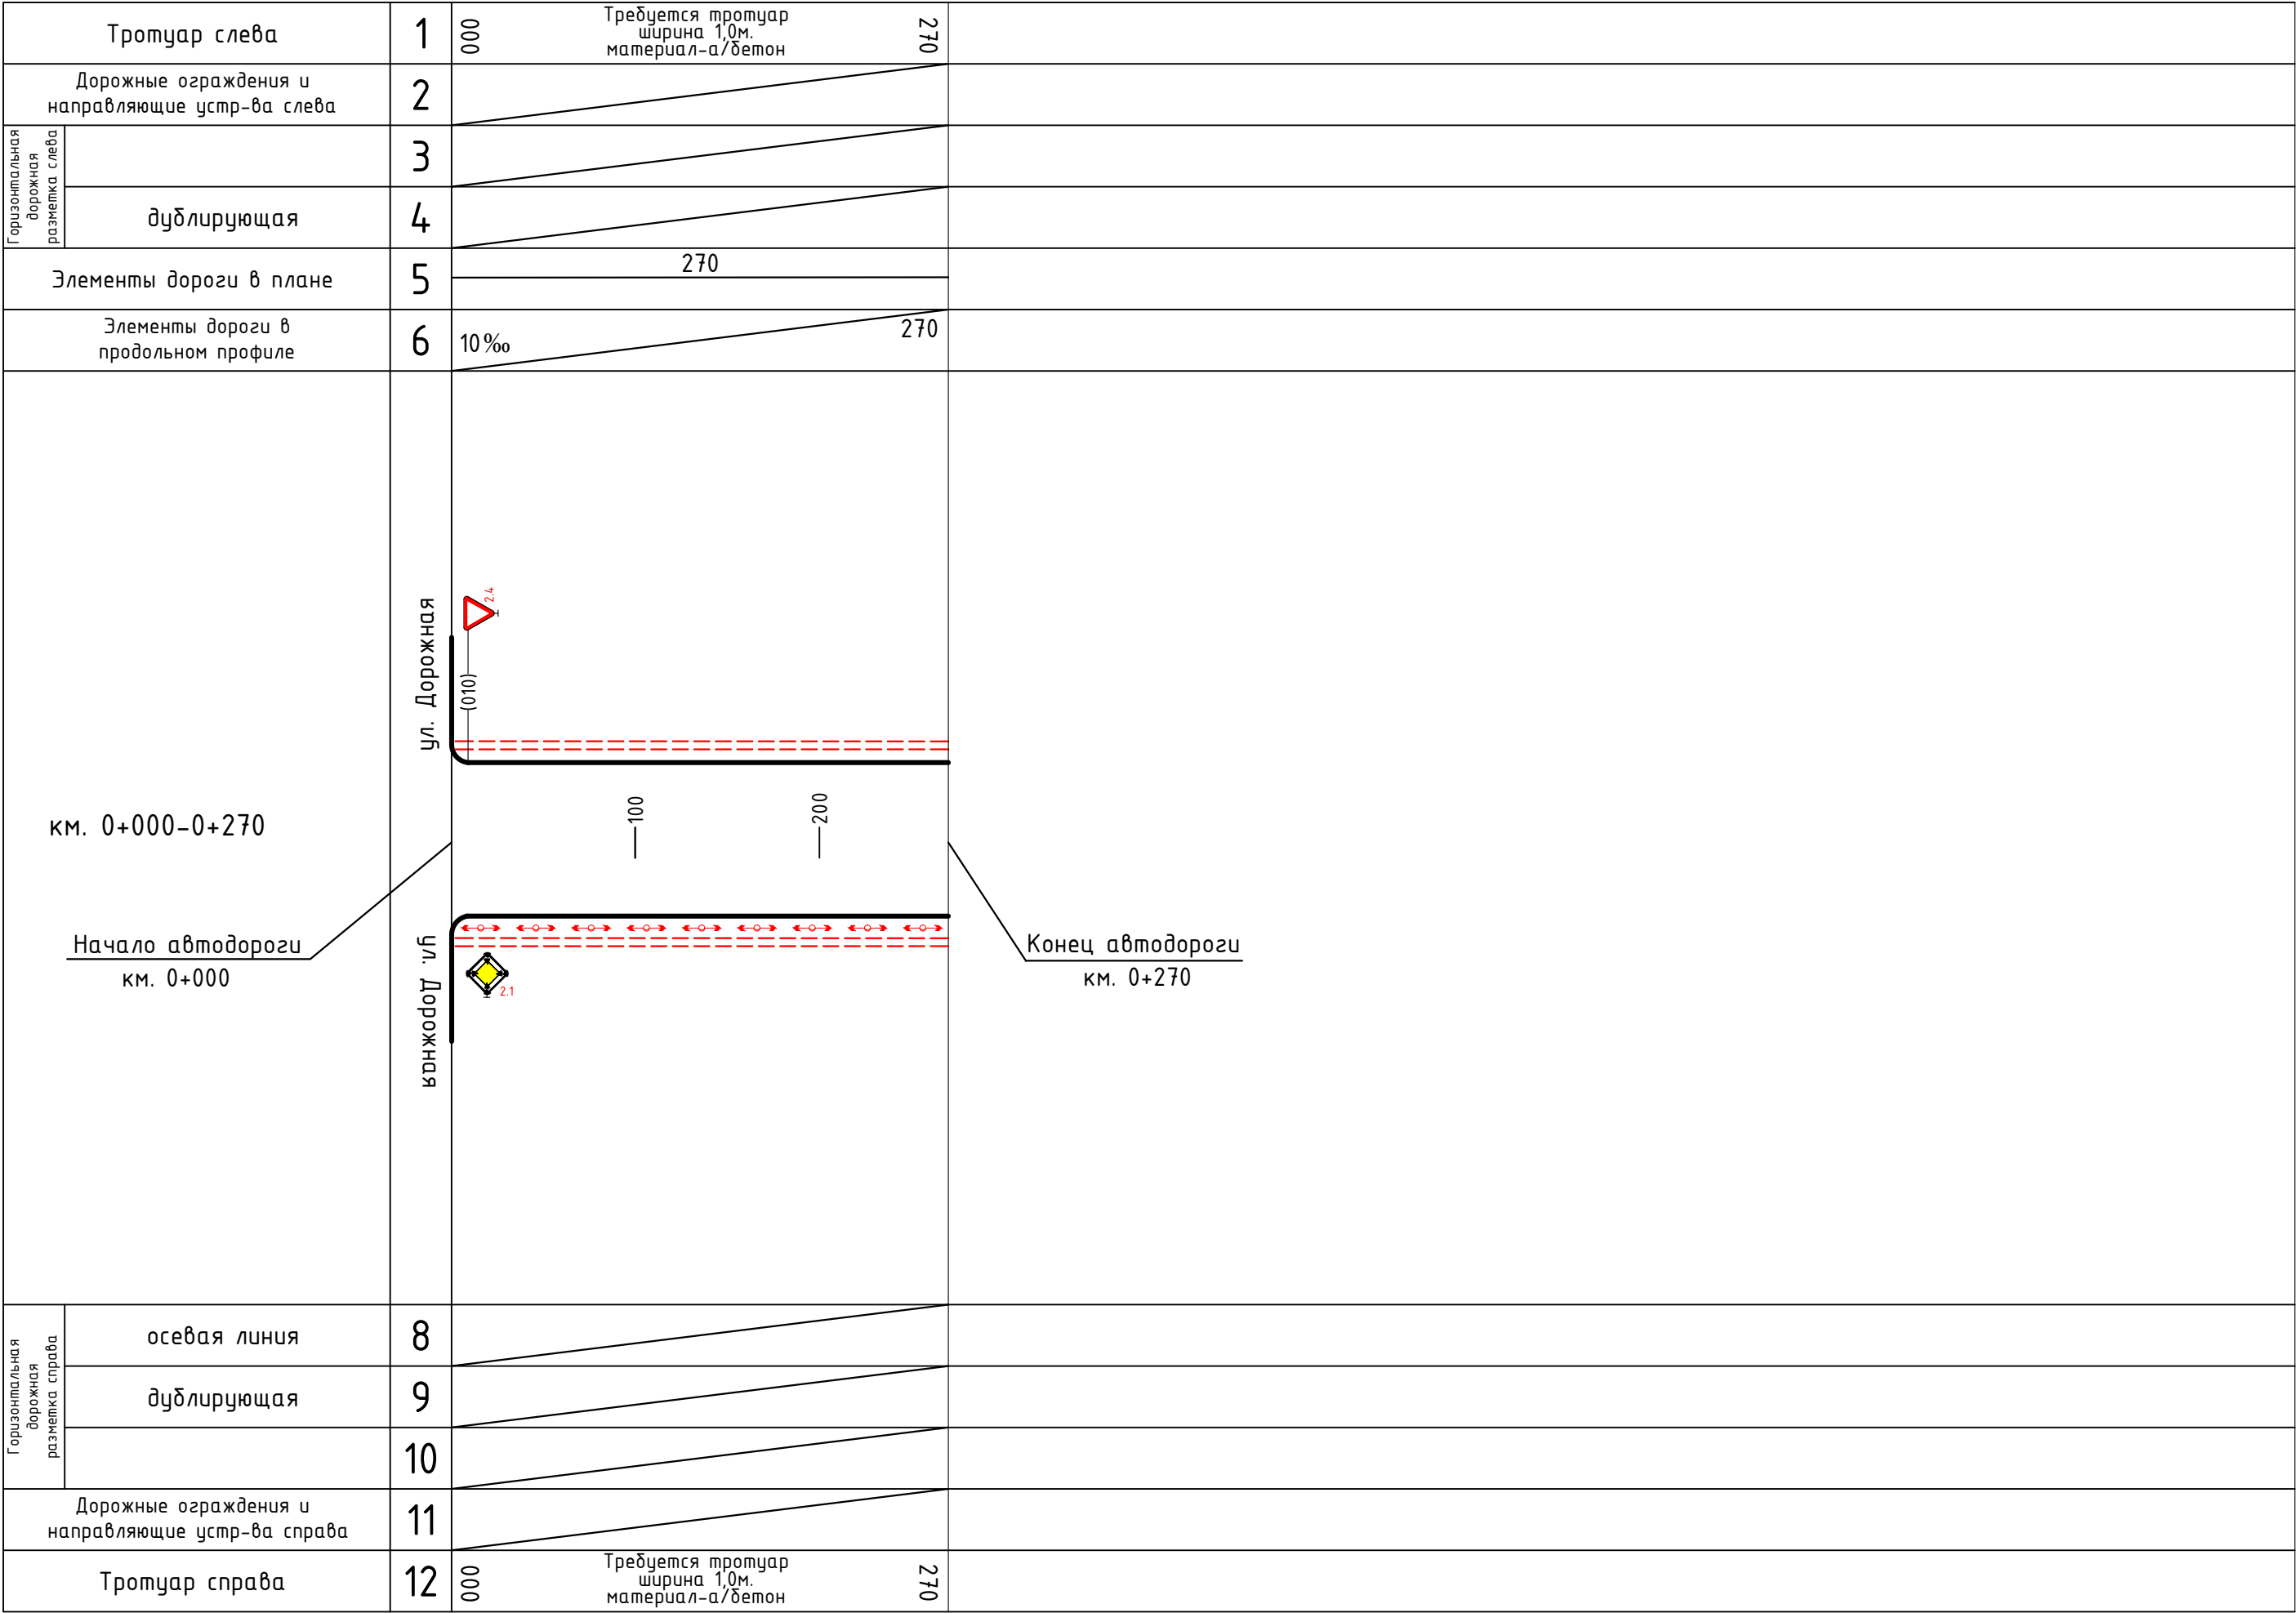 Тротуар слева
1
000
Требуется тротуар
ширина 1,0м.
материал-а/бетон
270
Дорожные ограждения и
направляющие устр-ва слева
2
Горизонтальная
дорожная
разметка слева
3
дублирующая
4
Элементы дороги в плане
5
270
Элементы дороги в
продольном профиле
6
10‰
270
ул. Дорожная
2.4
(010)
100
200
км. 0+000-0+270
Начало автодороги
км. 0+000
ул. Дорожная
2.1
Конец автодороги
км. 0+270
Горизонтальная
дорожная
разметка справа
осевая линия
8
дублирующая
9
10
Дорожные ограждения и
направляющие устр-ва справа
11
Тротуар справа
12
000
Требуется тротуар
ширина 1,0м.
материал-а/бетон
270